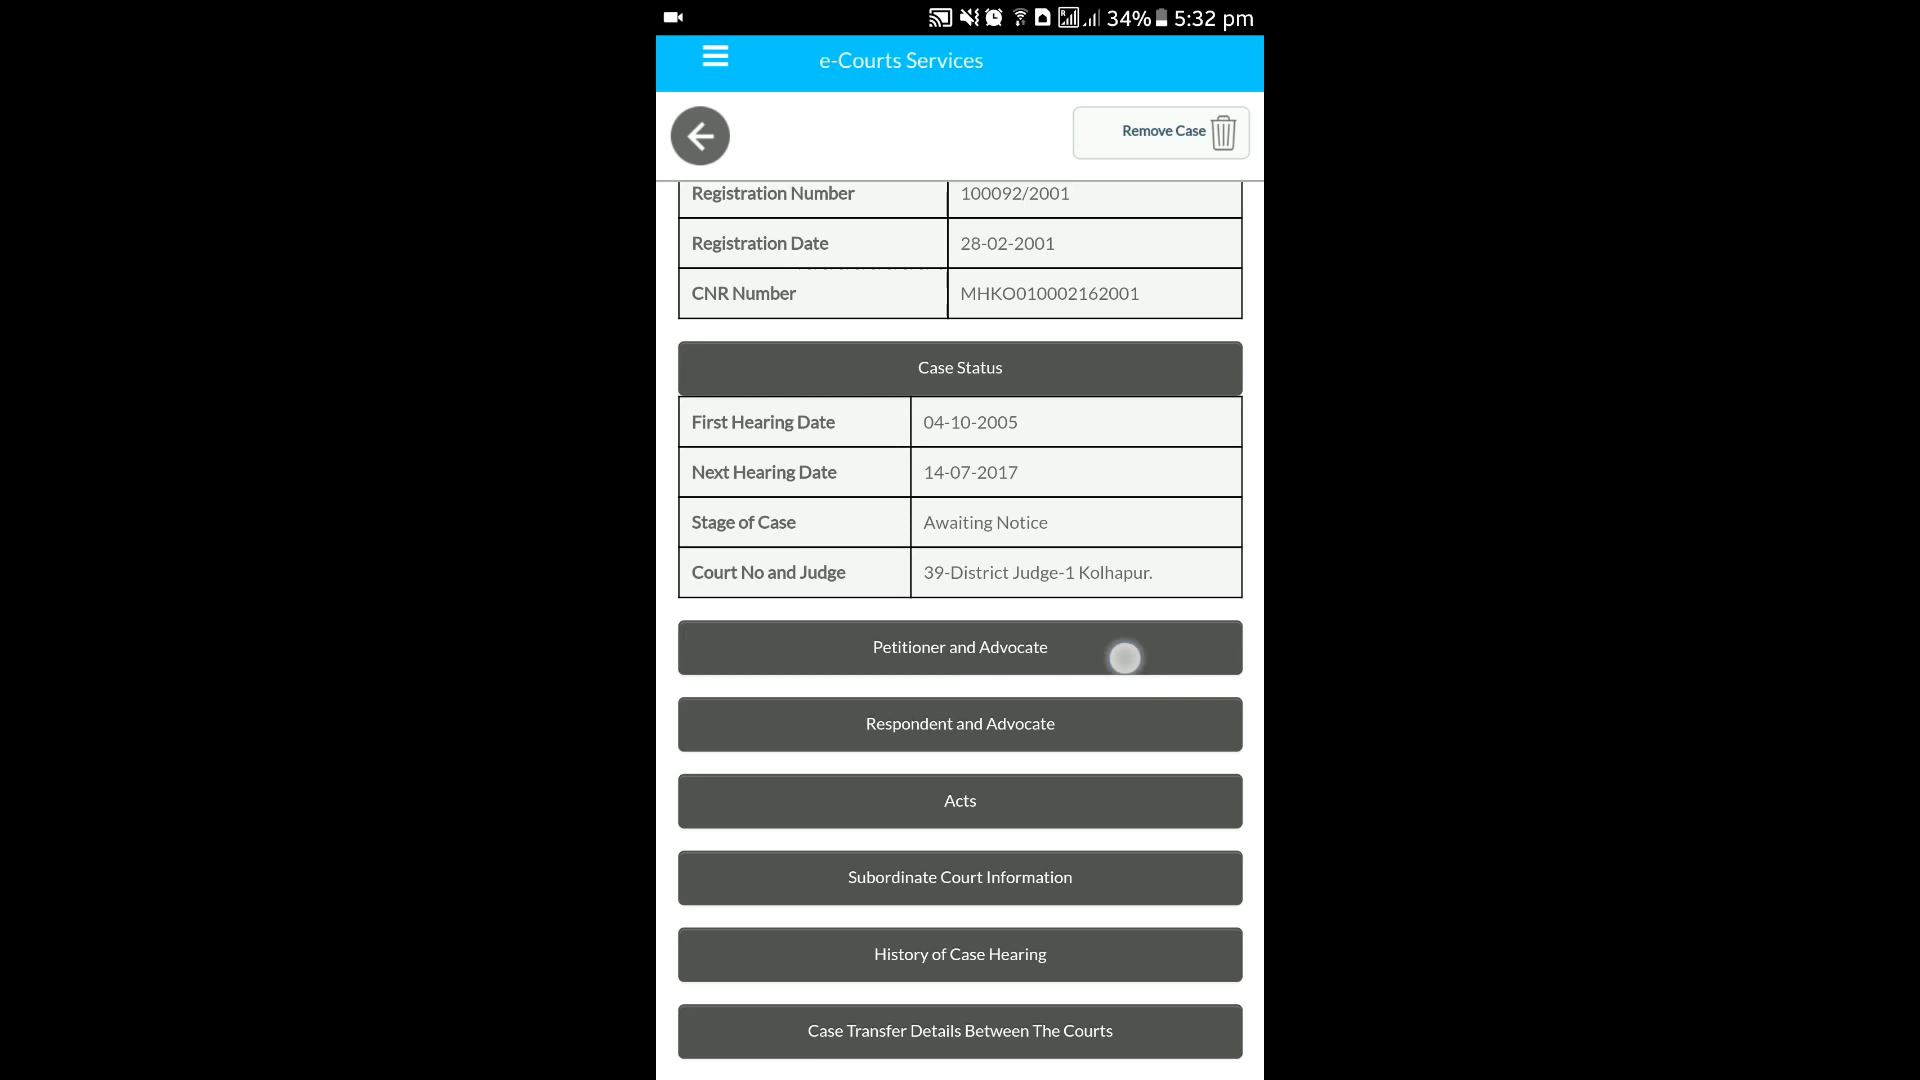 34% 5:32 pm
e-Courts Services
Remove Case
Registration Number 100092/2001
Registration Date 28-02-2001
CNR Number MHKO010002162001
Case Status
First Hearing Date 04-10-2005
Next Hearing Date 14-07-2017
Stage of Case Awaiting Notice
Court No and Judge 39-District Judge-1 Kolhapur.
Petitioner and Advocate
Respondent and Advocate
Acts
Subordinate Court Information
History of Case Hearing
Case Transfer Details Between The Courts